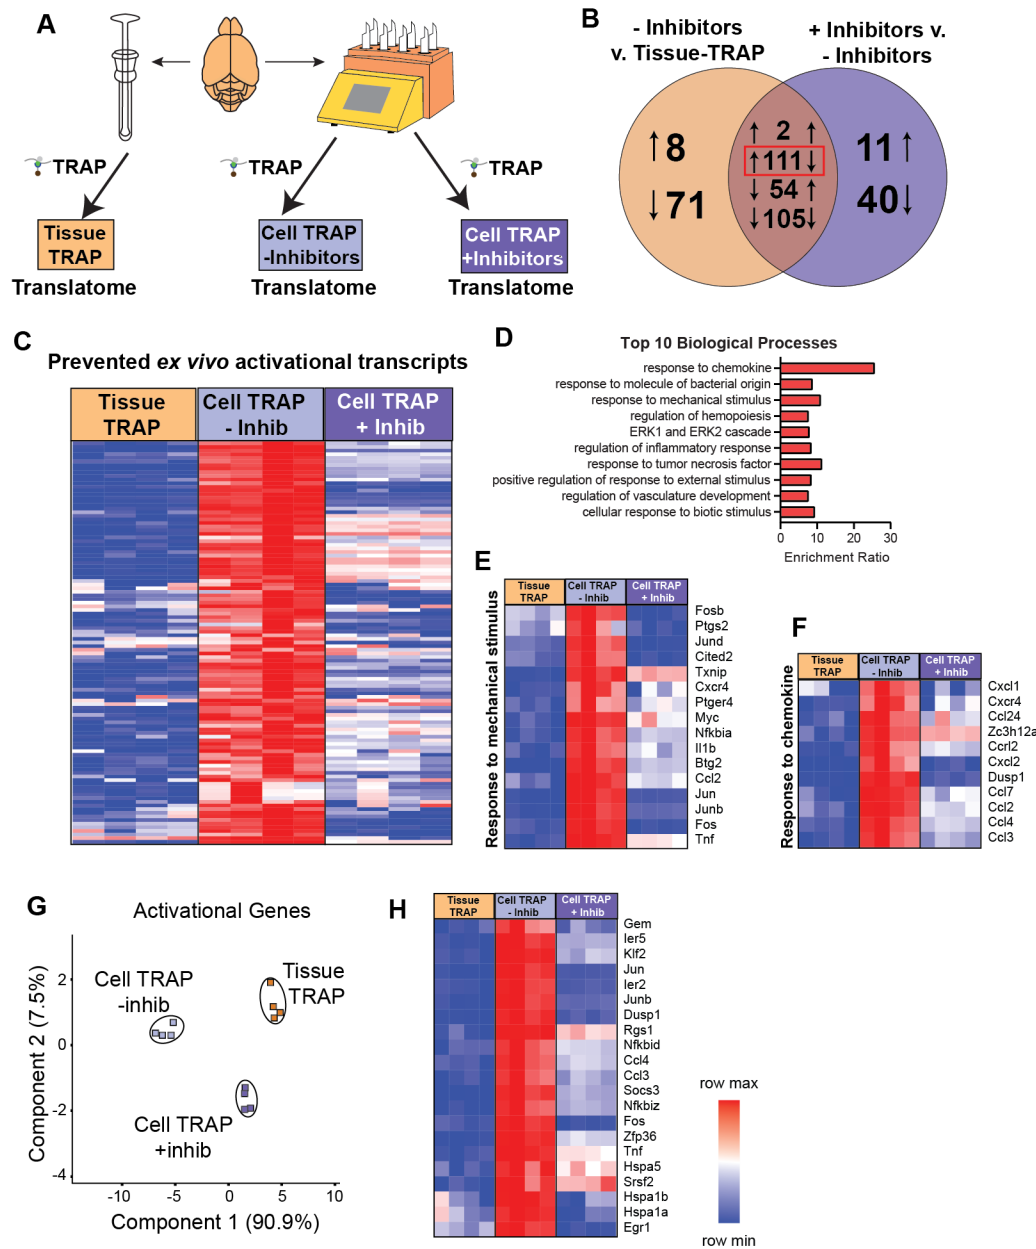 A
TRAP
TRAP
TRAP
Tissue
TRAP
Cell TRAP
-Inhibitors
Cell TRAP
+Inhibitors
Translatome
Translatome
Translatome
B
- Inhibitors
v. Tissue-TRAP
+ Inhibitors v.
- Inhibitors
↑8
↓71
↑ 2 ↑
↑111↓
↓ 54 ↑
↓105↓
11 ↑
40↓
C
Prevented ex vivo activational transcripts
Tissue
TRAP
Cell TRAP
- Inhib
Cell TRAP
+ Inhib
D
Top 10 Biological Processes
response to chemokine
response to molecule of bacterial origin
response to mechanical stimulus
regulation of hemopoiesis
ERK1 and ERK2 cascade
regulation of inflammatory response
response to tumor necrosis factor
positive regulation of response to external stimulus
regulation of vasculature development
cellular response to biotic stimulus
0 10 20 30
Enrichment Ratio
E
Response to mechanical stimulus
Tissue
TRAP
Cell TRAP
- Inhib
Cell TRAP
+ Inhib
Fosb
Ptgs2
Jund
Cited2
Txnip
Cxcr4
Ptger4
Myc
Nfkbia
Il1b
Btg2
Ccl2
Jun
Junb
Fos
Tnf
F
Response to chemokine
Tissue
TRAP
Cell TRAP
- Inhib
Cell TRAP
+ Inhib
Cxcl1
Cxcr4
Ccl24
Zc3h12a
Ccrl2
Cxcl2
Dusp1
Ccl7
Ccl2
Ccl4
Ccl3
G
Activational Genes
Component 2 (7.5%)
2
0
-2
-4
Cell TRAP
-inhib
Tissue
TRAP
Cell TRAP
+inhib
-10 -5 0 5 10
Component 1 (90.9%)
H
Tissue
TRAP
Cell TRAP
- Inhib
Cell TRAP
+ Inhib
Gem
Ier5
Klf2
Jun
Ier2
Junb
Dusp1
Rgs1
Nfkbid
Ccl4
Ccl3
Socs3
Nfkbiz
Fos
Zfp36
Tnf
Hspa5
Srsf2
Hspa1b
Hspa1a
Egr1
row max
row min